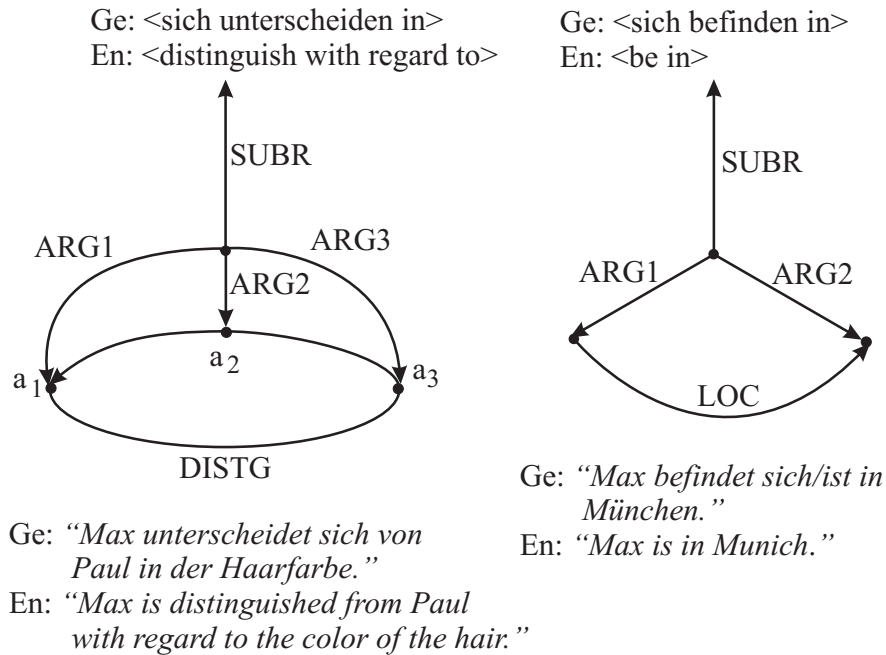 Ge: <sich unterscheiden in>
En: <distinguish with regard to>
SUBR
ARG1
ARG3
ARG2
a2
a1
a3
DISTG
Ge: “Max unterscheidet sich von
Paul in der Haarfarbe.”
En: “Max is distinguished from Paul
with regard to the color of the hair.”
Ge: <sich befinden in>
En: <be in>
SUBR
ARG1
ARG2
LOC
Ge: “Max befindet sich/ist in
München.”
En: “Max is in Munich.”